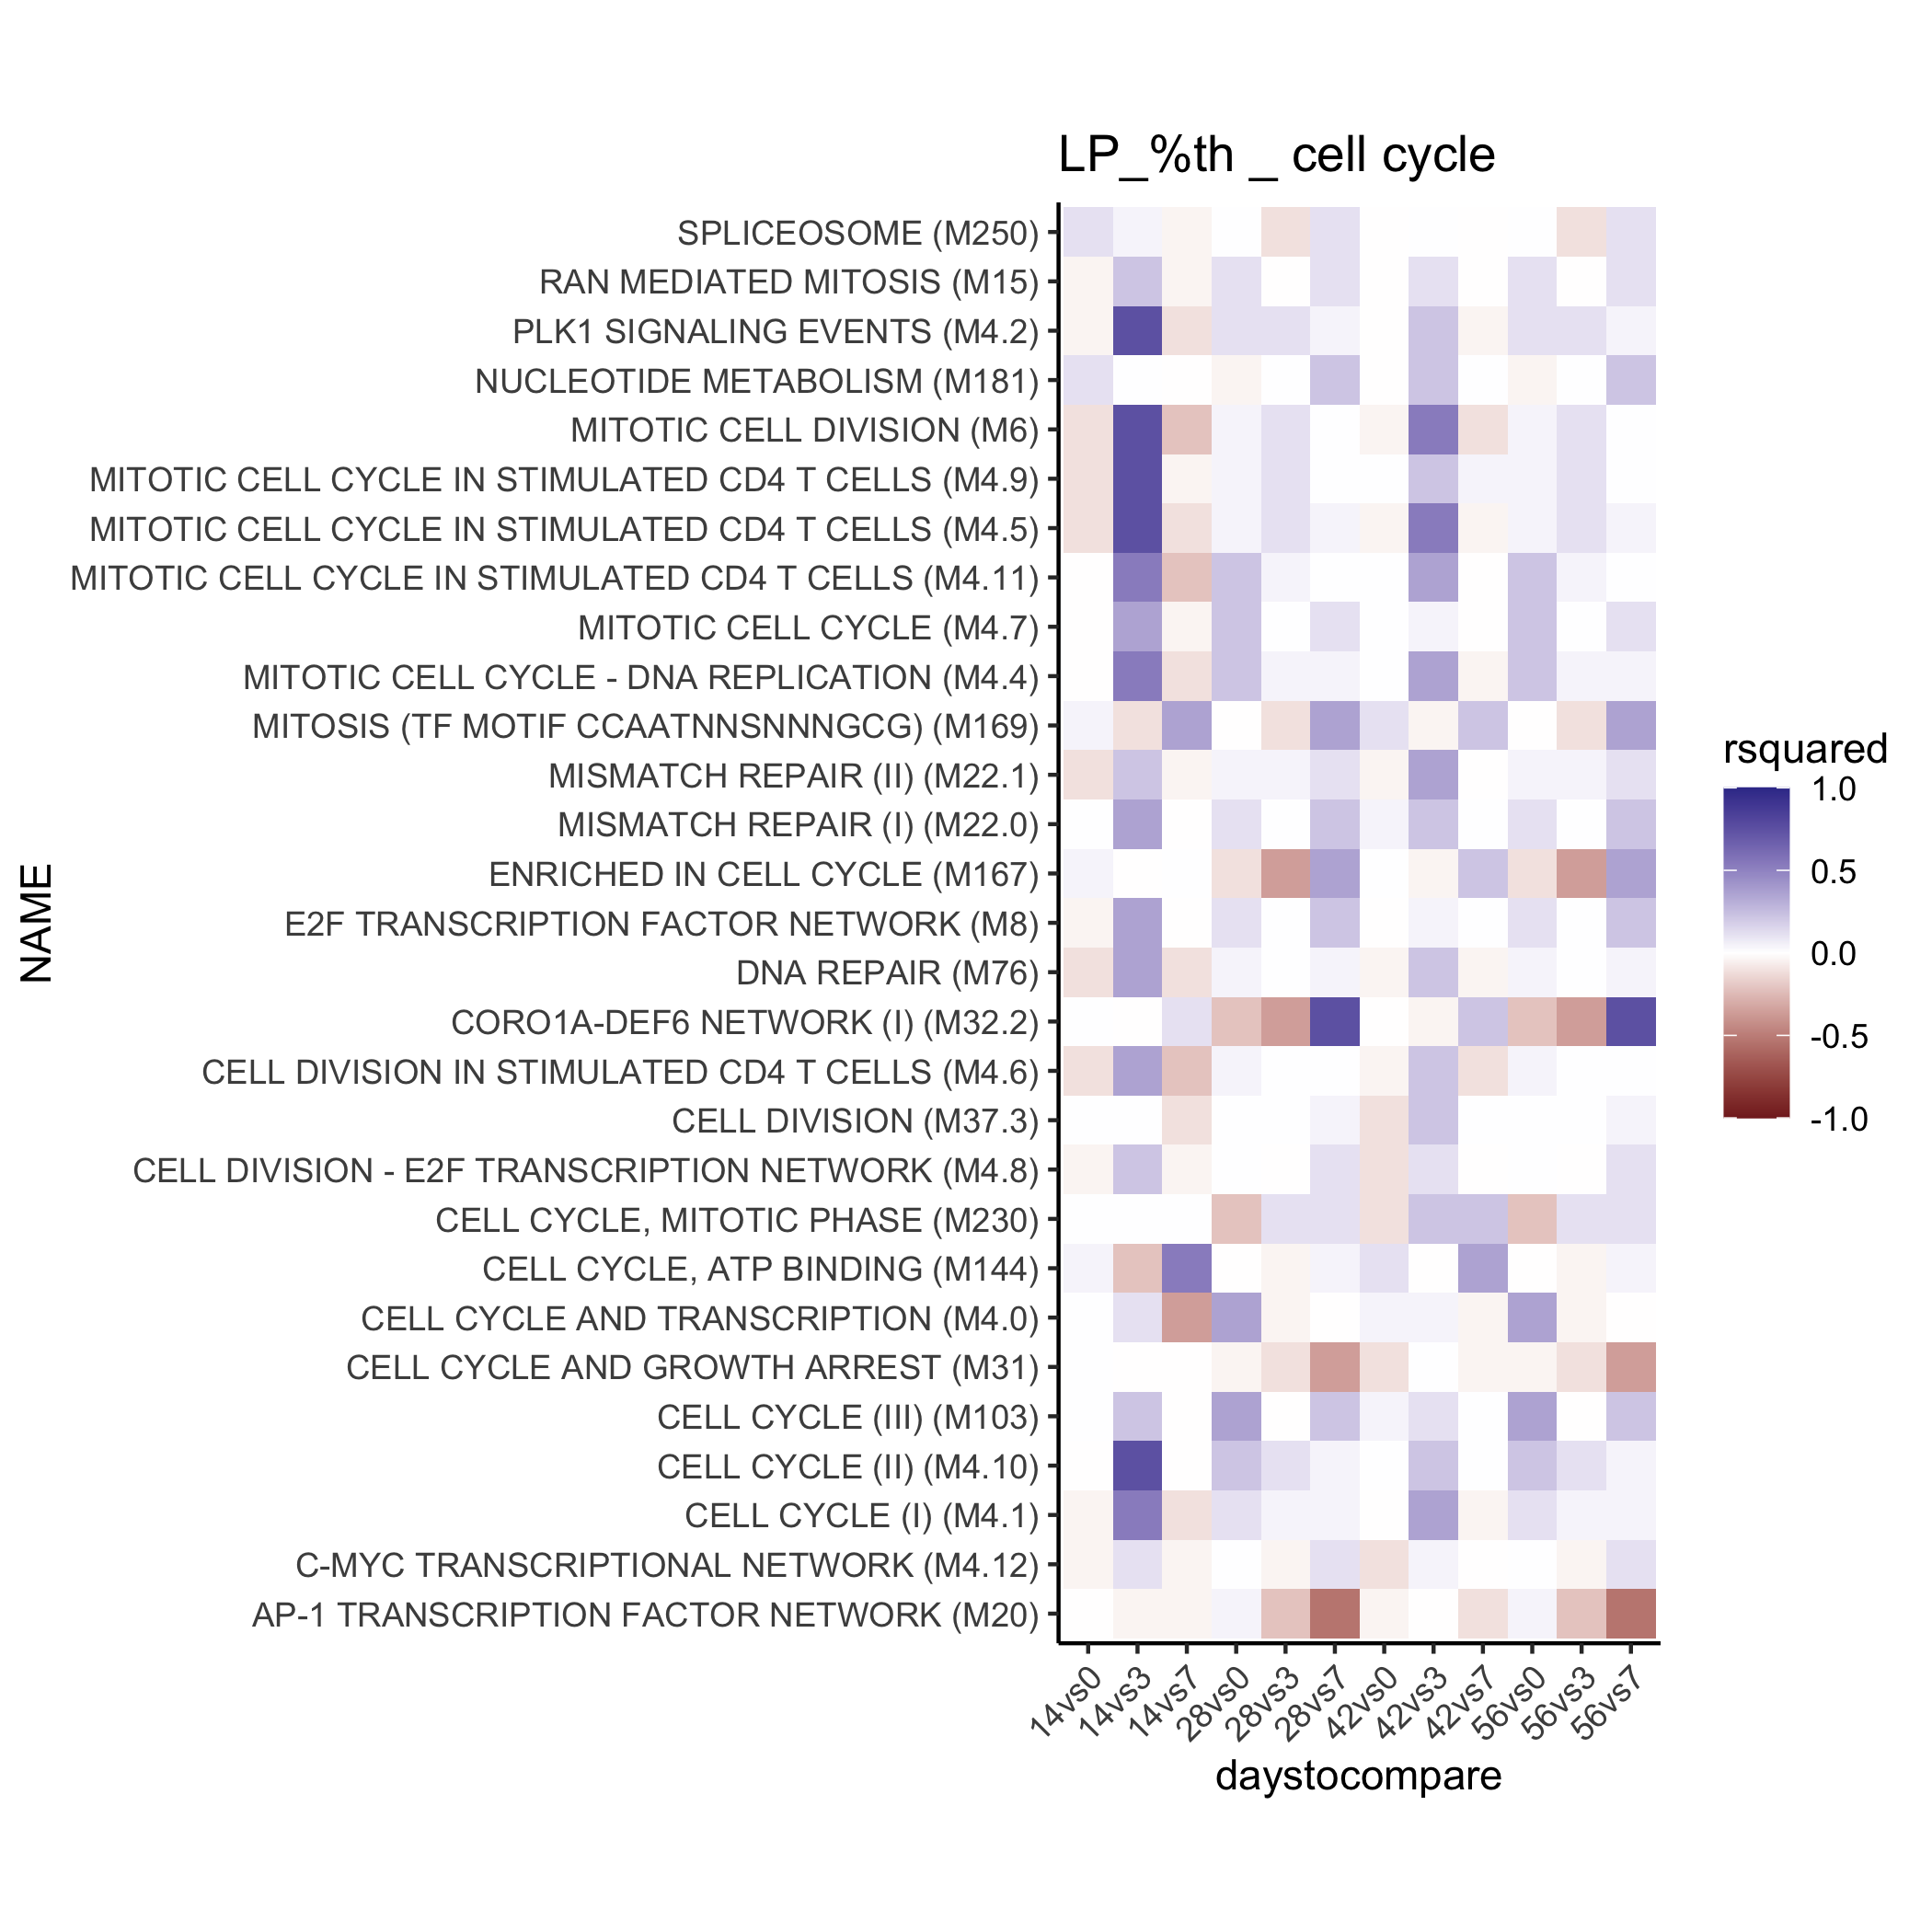 LP_%th _ cell cycle
SPLICEOSOME (M250)
RAN MEDIATED MITOSIS (M15)
PLK1 SIGNALING EVENTS (M4.2)
NUCLEOTIDE METABOLISM (M181)
MITOTIC CELL DIVISION (M6)
MITOTIC CELL CYCLE IN STIMULATED CD4 T CELLS (M4.9)
MITOTIC CELL CYCLE IN STIMULATED CD4 T CELLS (M4.5)
MITOTIC CELL CYCLE IN STIMULATED CD4 T CELLS (M4.11)
MITOTIC CELL CYCLE (M4.7)
MITOTIC CELL CYCLE - DNA REPLICATION (M4.4)
MITOSIS (TF MOTIF CCAATNNSNNNGCG) (M169)
MISMATCH REPAIR (II) (M22.1)
MISMATCH REPAIR (I) (M22.0)
ENRICHED IN CELL CYCLE (M167)
E2F TRANSCRIPTION FACTOR NETWORK (M8)
DNA REPAIR (M76)
CORO1A-DEF6 NETWORK (I) (M32.2)
CELL DIVISION IN STIMULATED CD4 T CELLS (M4.6)
CELL DIVISION (M37.3)
CELL DIVISION - E2F TRANSCRIPTION NETWORK (M4.8)
CELL CYCLE, MITOTIC PHASE (M230)
CELL CYCLE, ATP BINDING (M144)
CELL CYCLE AND TRANSCRIPTION (M4.0)
CELL CYCLE AND GROWTH ARREST (M31)
CELL CYCLE (III) (M103)
CELL CYCLE (II) (M4.10)
CELL CYCLE (I) (M4.1)
C-MYC TRANSCRIPTIONAL NETWORK (M4.12)
AP-1 TRANSCRIPTION FACTOR NETWORK (M20)
NAME
14vs0
14vs3
14vs7
28vs0
28vs3
28vs7
42vs0
42vs3
42vs7
56vs0
56vs3
56vs7
daystocompare
rsquared
1.0
0.5
0.0
-0.5
-1.0